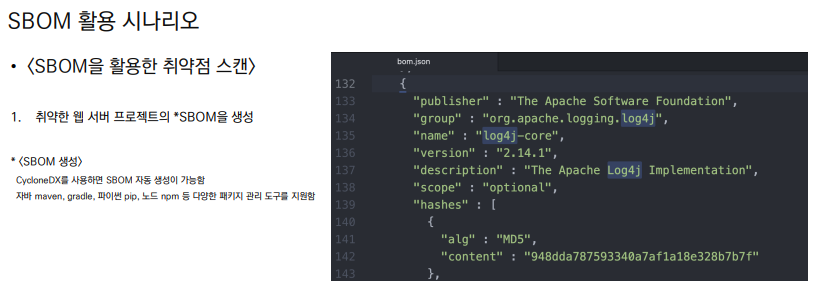 SBOM 활용 시나리오
• 〈SBOM을 활용한 취약점 스캔〉
1. 취약한 웹 서버 프로젝트의 *SBOM을 생성
* 〈SBOM 생성〉
CycloneDX를 사용하면 SBOM 자동 생성이 가능함
자바 maven, gradle, 파이썬 pip, 노드 npm 등 다양한 패키지 관리 도구를 지원함
bom.json
132 {
133 "publisher" : "The Apache Software Foundation",
134 "group" : "org.apache.logging.log4j",
135 "name" : "log4j-core",
136 "version" : "2.14.1",
137 "description" : "The Apache Log4j Implementation",
138 "scope" : "optional",
139 "hashes" : [
140 {
141 "alg" : "MD5",
142 "content" : "948dda787593340a7af1a18e328b7b7f"
143 },